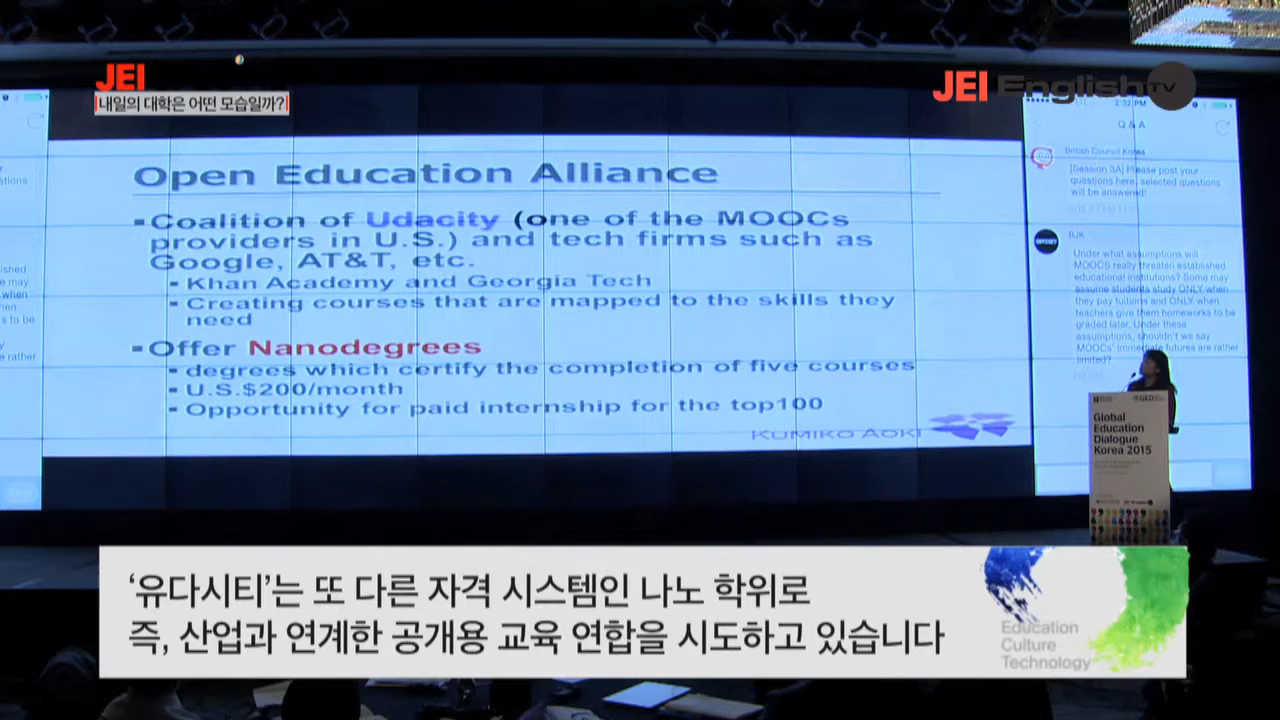 JEI
내일의 대학은 어떤 모습일까?
JEI English TV
Open Education Alliance
Coalition of Udacity (one of the MOOCs
providers in U.S.) and tech firms such as
Google, AT&T, etc.
Khan Academy and Georgia Tech
Creating courses that are mapped to the skills they
need
Offer Nanodegrees
degrees which certify the completion of five courses
U.S.$200/month
Opportunity for paid internship for the top100
KUMIKO AOKI
2:32 PM
Q & A
British Council Korea
[Session 3A] Please post your
questions here, selected questions
will be answered!
BJK
Under what assumptions will
MOOCS really threaten established
educational institutions? Some may
assume students study ONLY when
they pay tuitions and ONLY when
teachers give them homeworks to be
graded later. Under these
assumptions, shouldn't we say
MOOCs' immediate futures are rather
limited?
Global
Education
Dialogue
Korea 2015
'유다시티'는 또 다른 자격 시스템인 나노 학위로
즉, 산업과 연계한 공개용 교육 연합을 시도하고 있습니다
Education
Culture
Technology